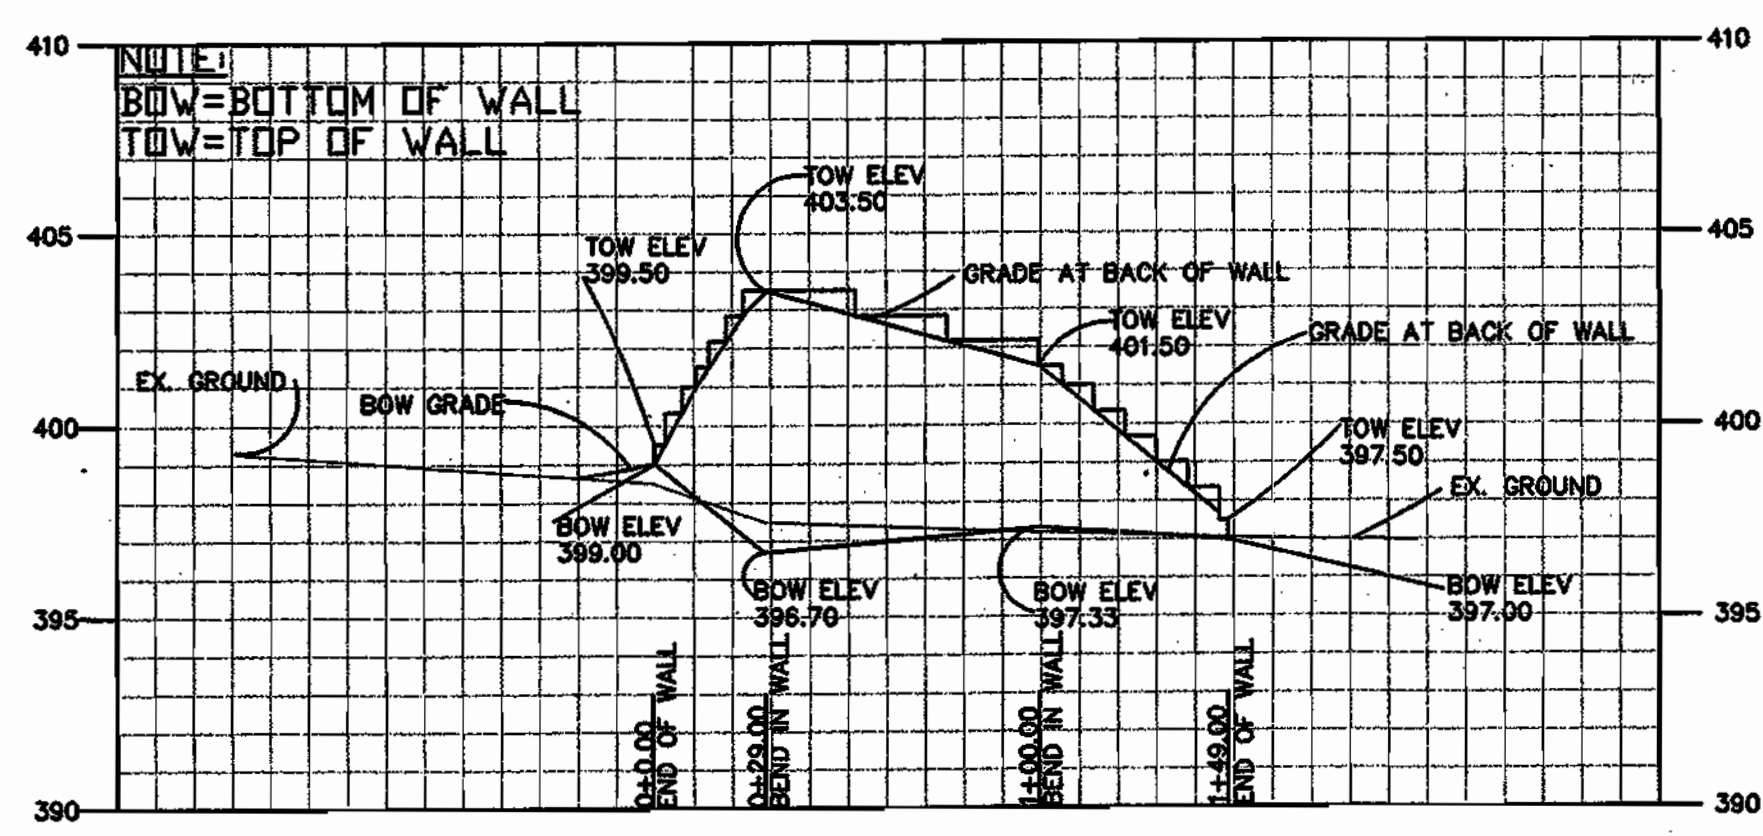 410
410
NOTE:
BOW=BOTTOM OF WALL
TOW=TOP OF WALL
TOW ELEV
403.50
405
405
TOW ELEV
399.50
GRADE AT BACK OF WALL
TOW ELEV
401.50
GRADE AT BACK OF WALL
EX. GROUND
BOW GRADE
400
400
TOW ELEV
397.50
EX. GROUND
BOW ELEV
399.00
BOW ELEV
396.70
BOW ELEV
397.33
BOW ELEV
397.00
395
395
0+0.00
END OF WALL
0+29.00
BEND IN WALL
1+00.00
BEND IN WALL
1+49.00
END OF WALL
390
390